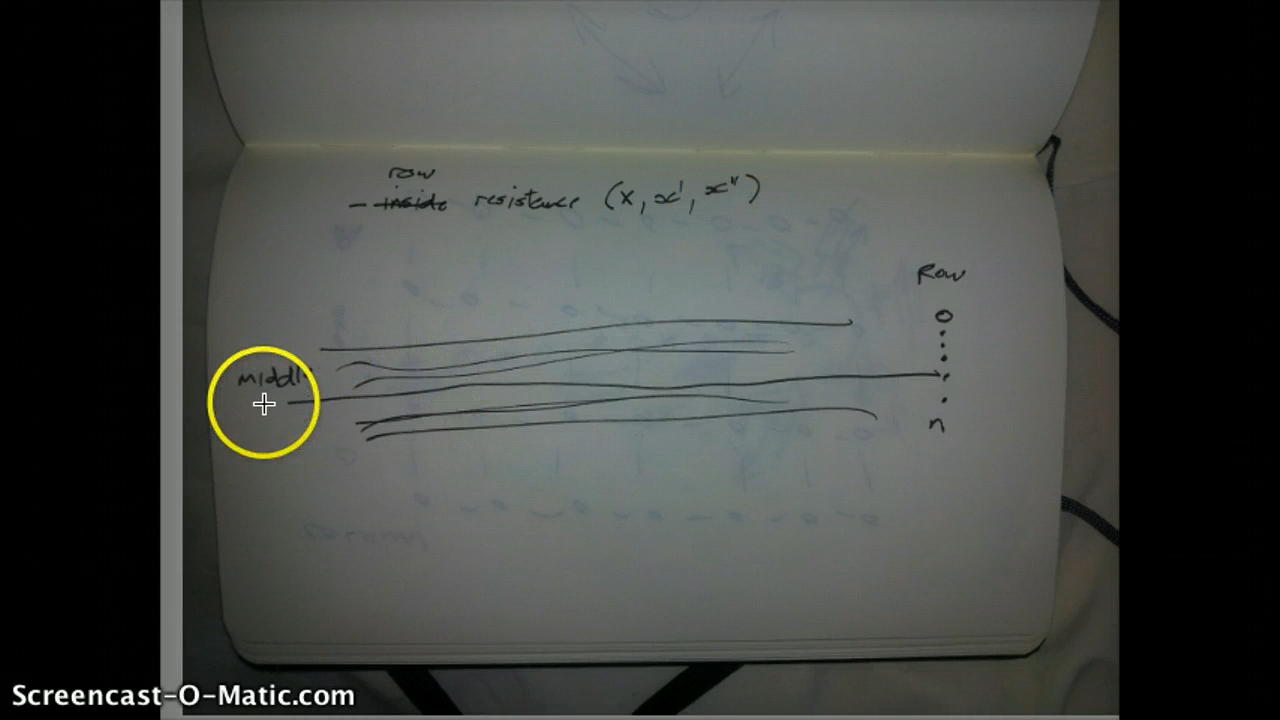 row
- inside resistance (x, x', x")
Row
0
middle
n
Screencast-O-Matic.com